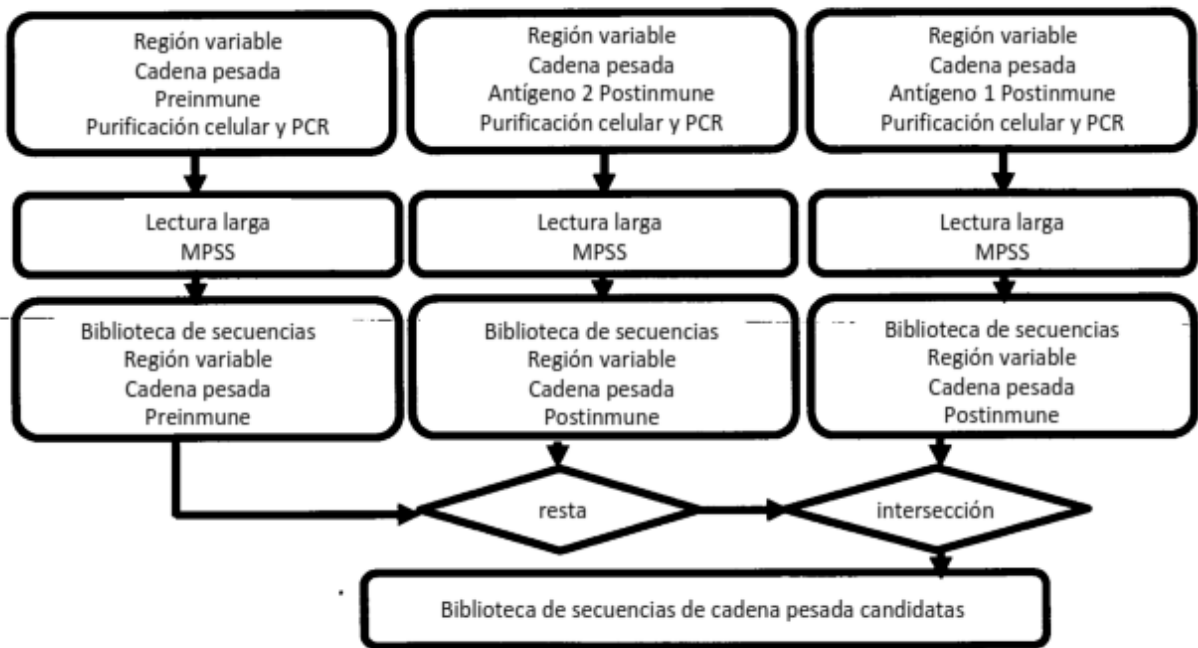 Región variable
Cadena pesada
Preinmune
Purificación celular y PCR
Región variable
Cadena pesada
Antígeno 2 Postinmune
Purificación celular y PCR
Región variable
Cadena pesada
Antígeno 1 Postinmune
Purificación celular y PCR
Lectura larga
MPSS
Lectura larga
MPSS
Lectura larga
MPSS
Biblioteca de secuencias
Región variable
Cadena pesada
Preinmune
Biblioteca de secuencias
Región variable
Cadena pesada
Postinmune
Biblioteca de secuencias
Región variable
Cadena pesada
Postinmune
resta
intersección
Biblioteca de secuencias de cadena pesada candidatas